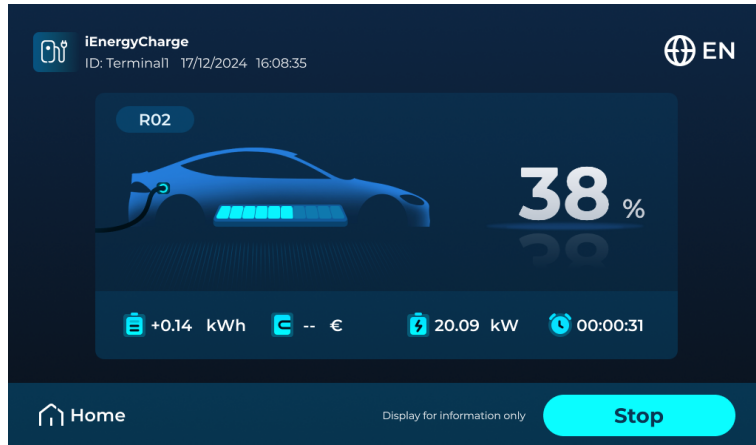 iEnergyCharge
ID: Terminal1 17/12/2024 16:08:35
EN
R02
38 %
+0.14 kWh -- € 20.09 kW 00:00:31
Home
Display for information only
Stop